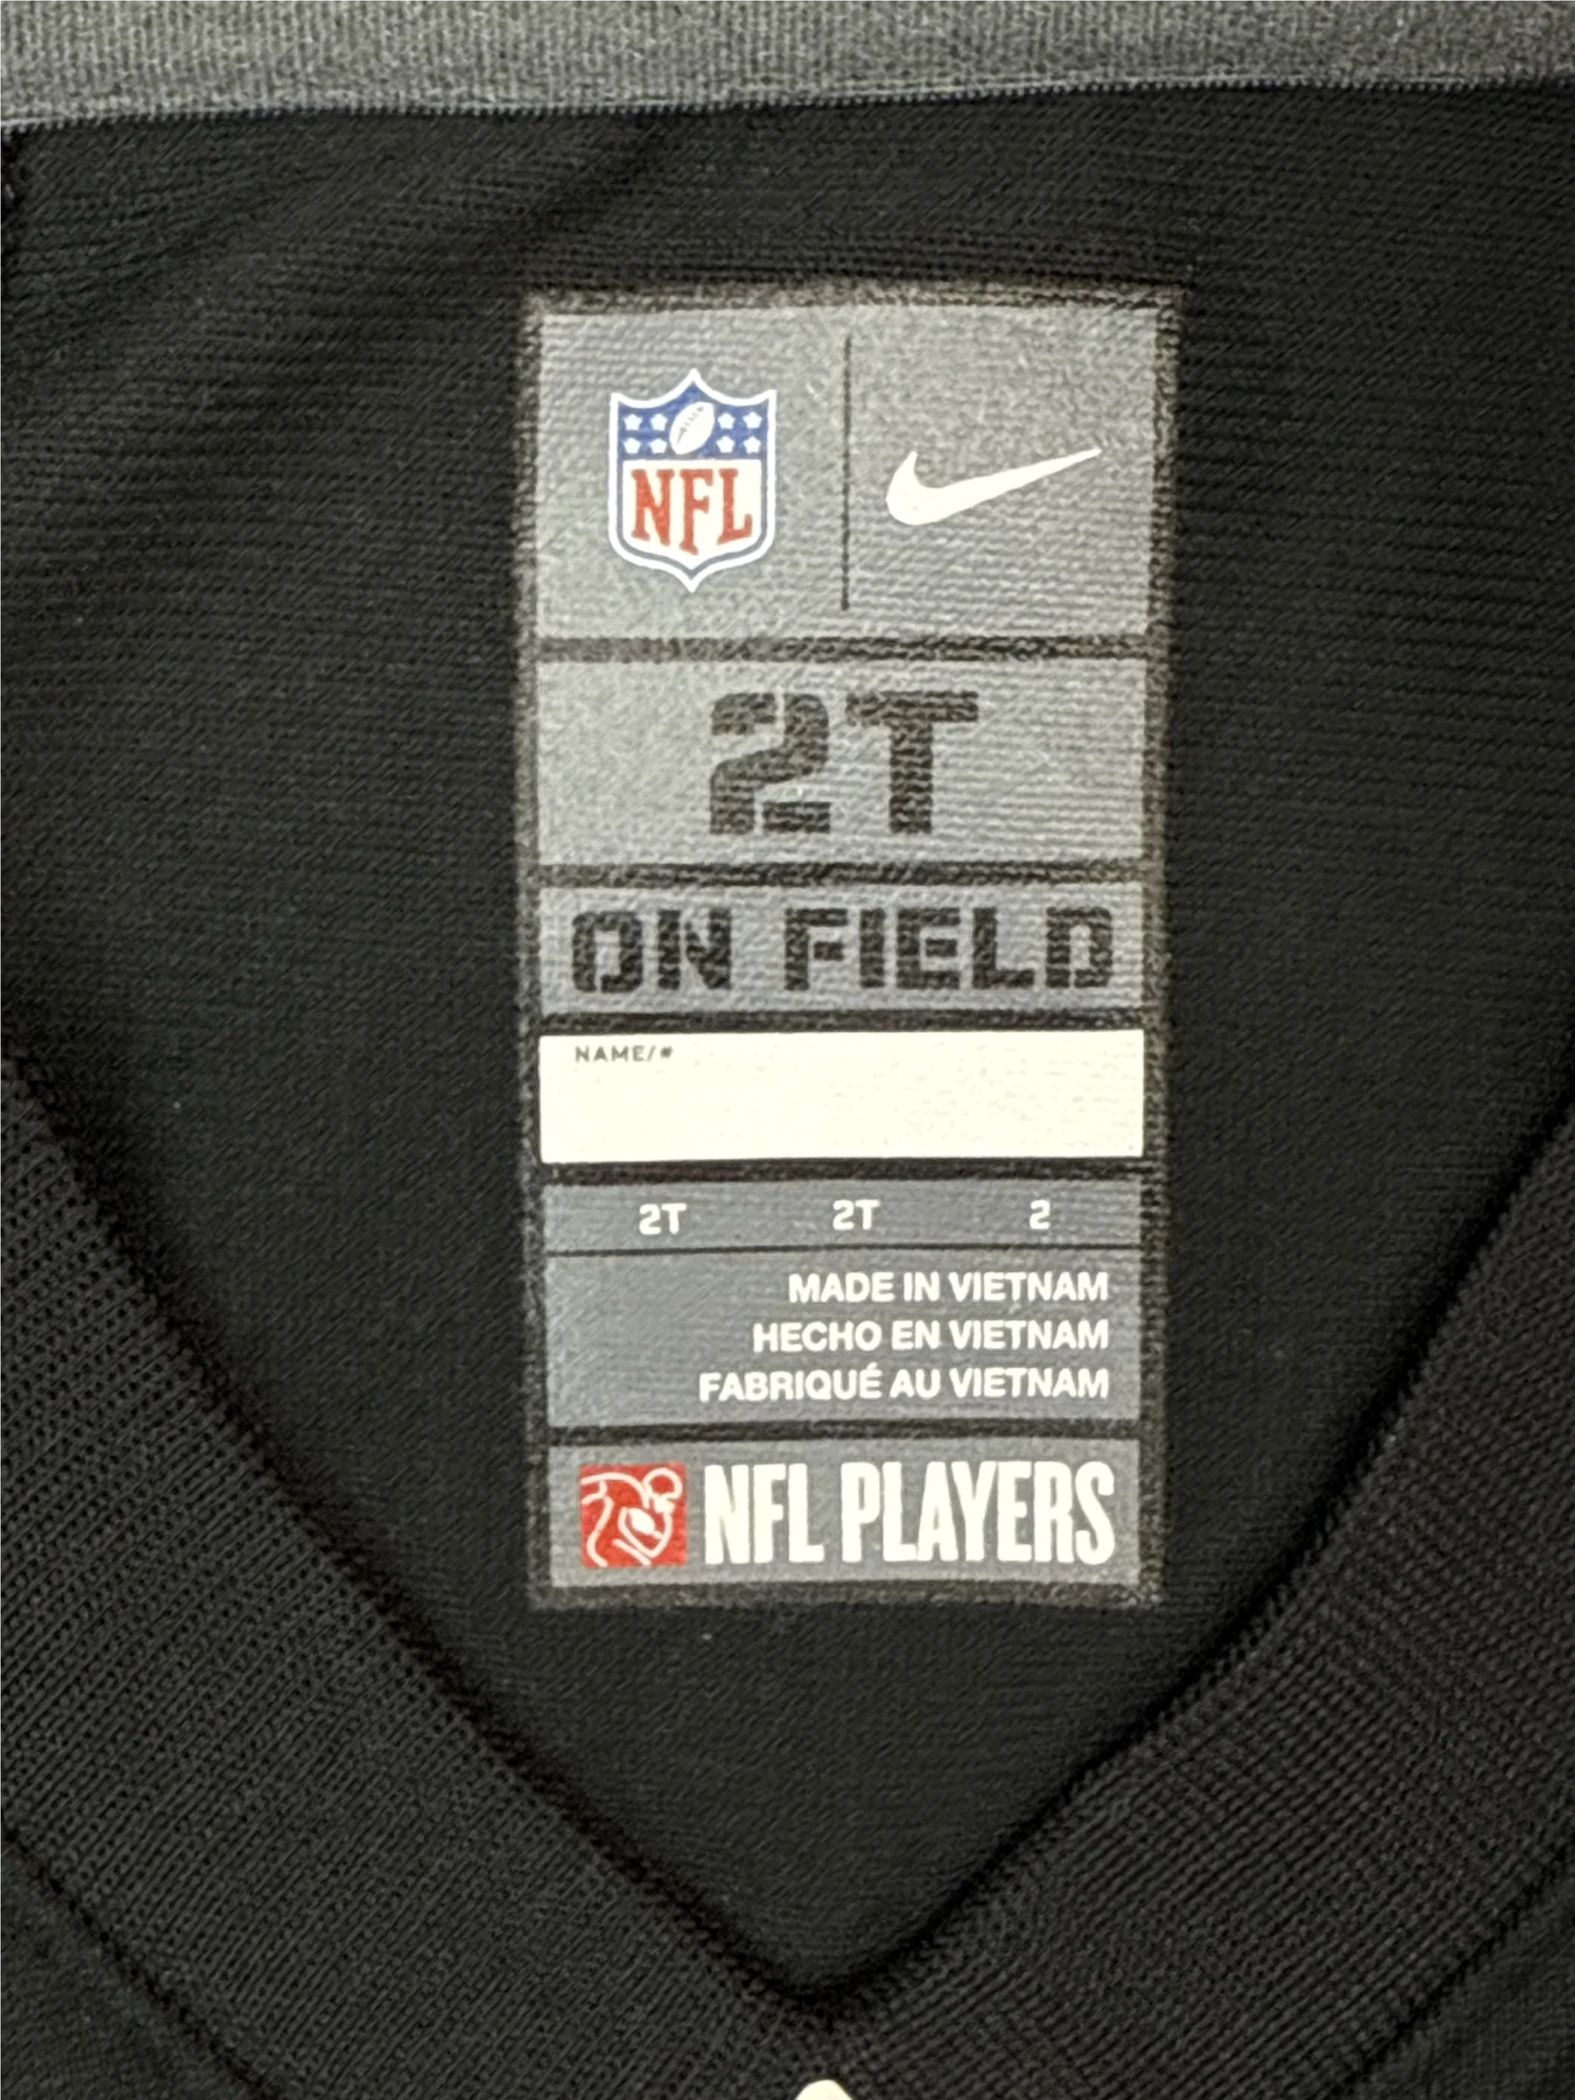 NFL
2T
ON FIELD
NAME/#
2T 2T 2
MADE IN VIETNAM
HECHO EN VIETNAM
FABRIQUÉ AU VIETNAM
NFL PLAYERS